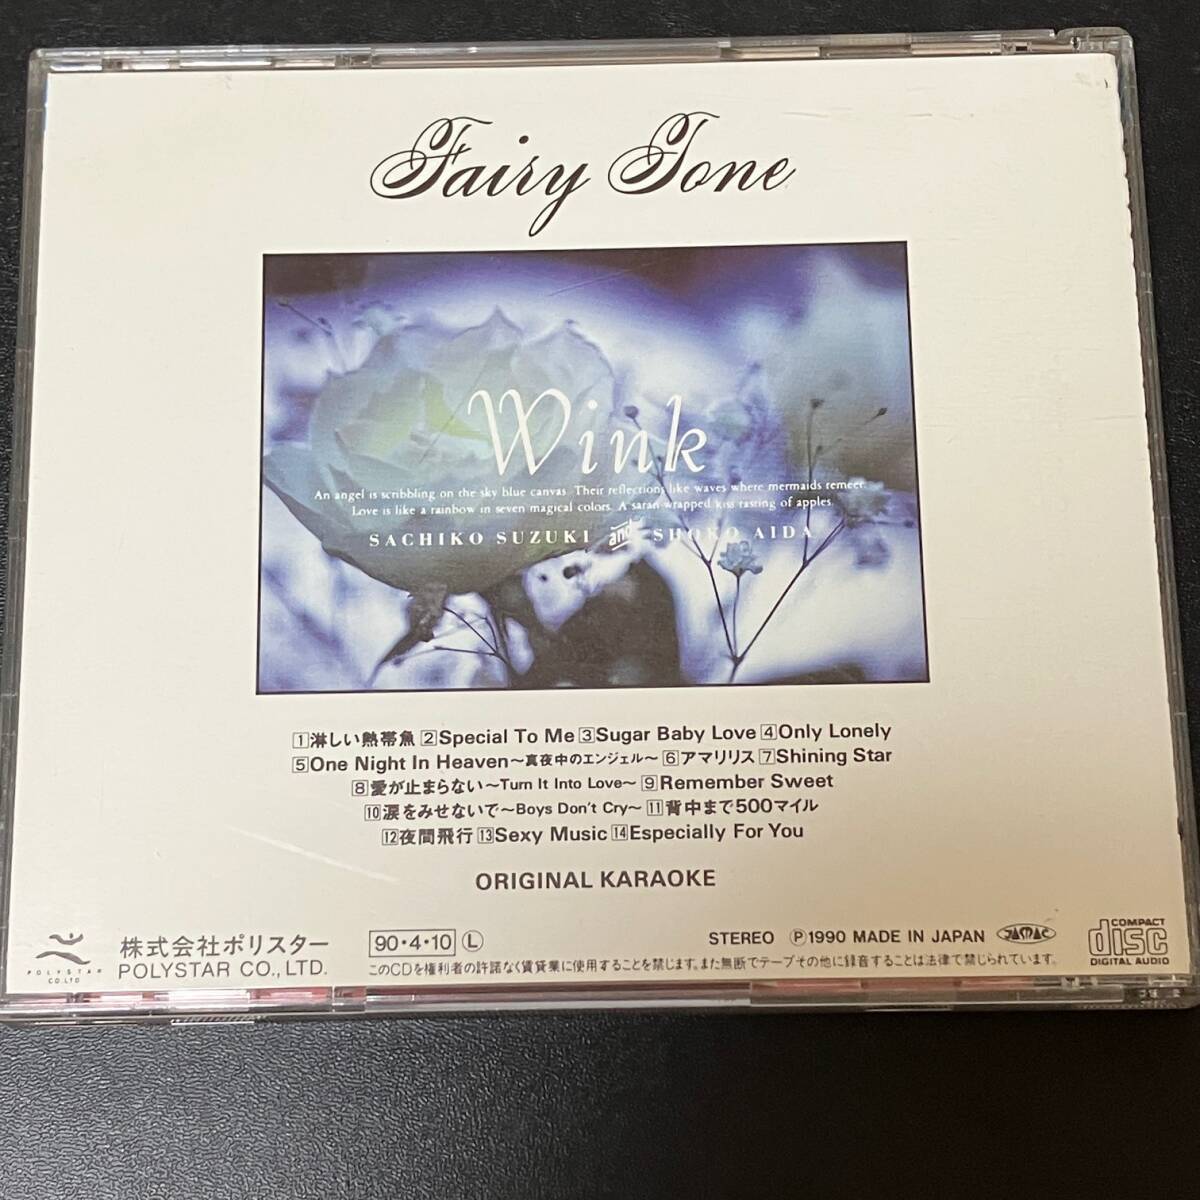 Fairy Tone
Wink
An angel is scribbling on the sky blue canvas. Their reflections like waves where mermaids remeet.
Love is like a rainbow in seven magical colors. A saran-wrapped kiss tasting of apples.
SACHIKO SUZUKI and SHOKO AIDA
1淋しい熱帯魚 2Special To Me 3Sugar Baby Love 4Only Lonely
5One Night In Heaven〜真夜中のエンジェル〜 6アマリリス 7Shining Star
8愛が止まらない〜Turn It Into Love〜 9Remember Sweet
10涙をみせないで〜Boys Don't Cry〜 11背中まで500マイル
12夜間飛行 13Sexy Music 14Especially For You
ORIGINAL KARAOKE
POLYSTAR
CO.LTD
株式会社ポリスター
POLYSTAR CO., LTD.
90・4・10 Ⓛ
STEREO Ⓟ1990 MADE IN JAPAN JASRAC
このCDを権利者の許諾なく賃貸業に使用することを禁じます。また無断でテープその他に録音することは法律で禁じられています。
COMPACT
disc
DIGITAL AUDIO